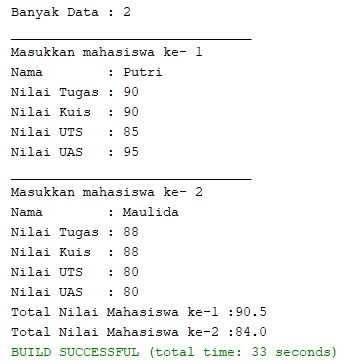 Banyak Data : 2
______________________________
Masukkan mahasiswa ke- 1
Nama        : Putri
Nilai Tugas : 90
Nilai Kuis  : 90
Nilai UTS   : 85
Nilai UAS   : 95
______________________________
Masukkan mahasiswa ke- 2
Nama        : Maulida
Nilai Tugas : 88
Nilai Kuis  : 88
Nilai UTS   : 80
Nilai UAS   : 80
Total Nilai Mahasiswa ke-1 :90.5
Total Nilai Mahasiswa ke-2 :84.0
BUILD SUCCESSFUL (total time: 33 seconds)